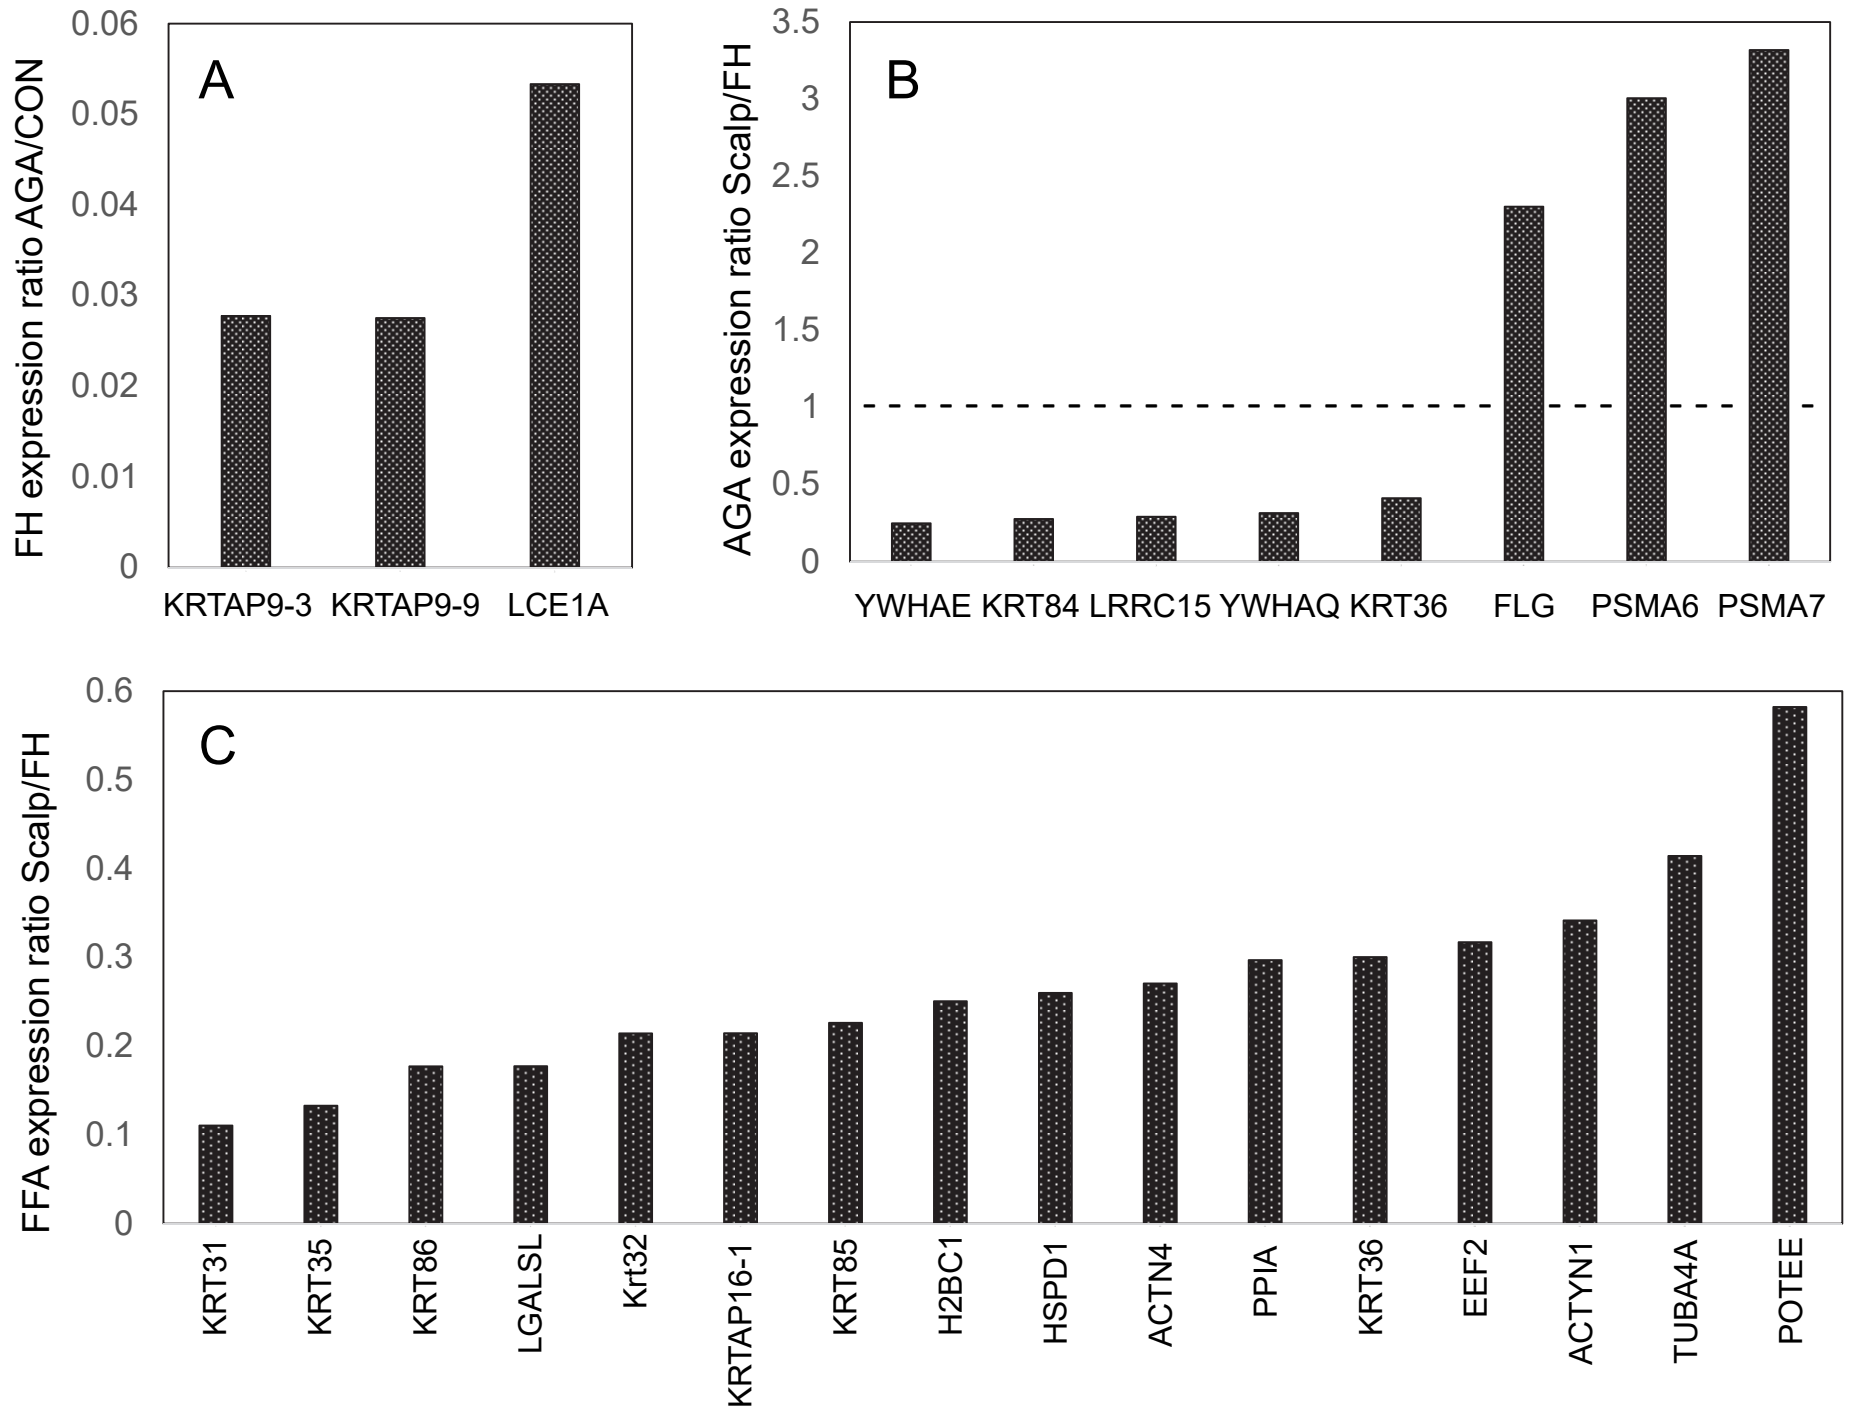 A
FH expression ratio AGA/CON
0.06
0.05
0.04
0.03
0.02
0.01
0
KRTAP9-3 KRTAP9-9 LCE1A
B
AGA expression ratio Scalp/FH
3.5
3
2.5
2
1.5
1
0.5
0
YWHAE KRT84 LRRC15 YWHAQ KRT36 FLG PSMA6 PSMA7
C
FFA expression ratio Scalp/FH
0.6
0.5
0.4
0.3
0.2
0.1
0
KRT31
KRT35
KRT86
LGALSL
Krt32
KRTAP16-1
KRT85
H2BC1
HSPD1
ACTN4
PPIA
KRT36
EEF2
ACTYN1
TUBA4A
POTEE